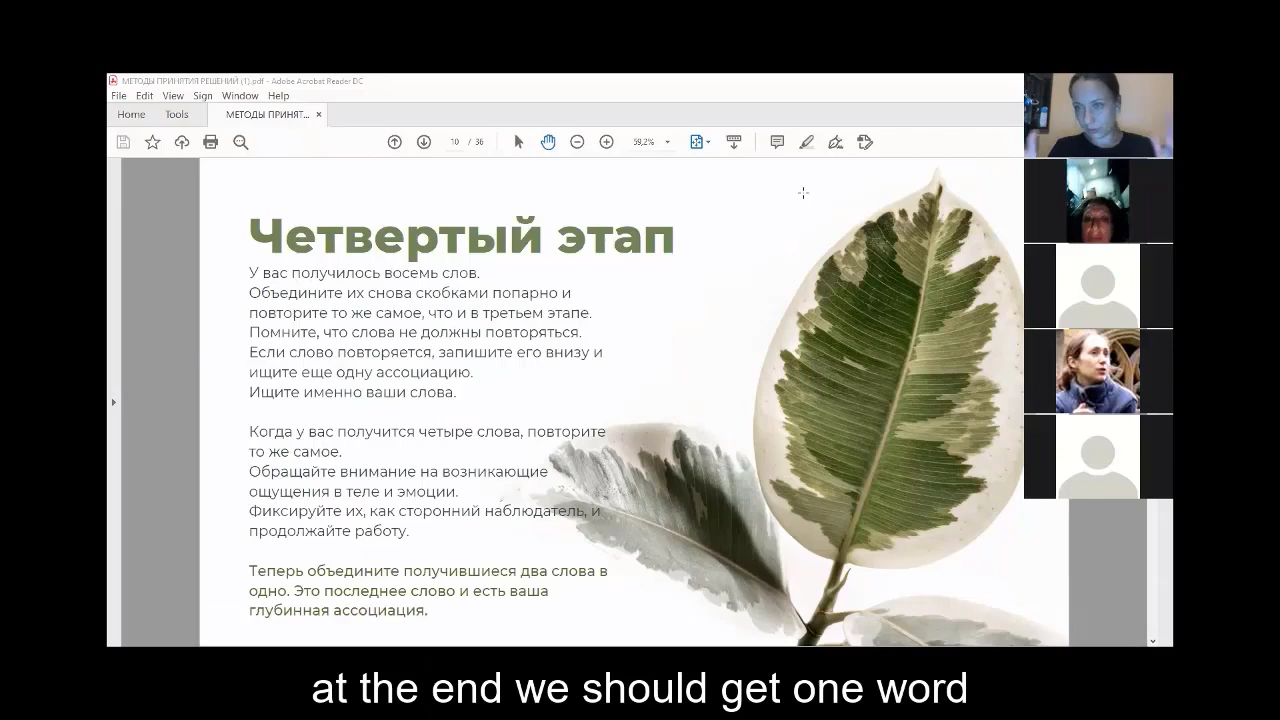 МЕТОДЫ ПРИНЯТИЯ РЕШЕНИЙ (1).pdf - Adobe Acrobat Reader DC
File Edit View Sign Window Help
Home Tools МЕТОДЫ ПРИНЯТ... ×
10 / 36 59,2%
Четвертый этап
У вас получилось восемь слов.
Объедините их снова скобками попарно и
повторите то же самое, что и в третьем этапе.
Помните, что слова не должны повторяться.
Если слово повторяется, запишите его внизу и
ищите еще одну ассоциацию.
Ищите именно ваши слова.
Когда у вас получится четыре слова, повторите
то же самое.
Обращайте внимание на возникающие
ощущения в теле и эмоции.
Фиксируйте их, как сторонний наблюдатель, и
продолжайте работу.
Теперь объедините получившиеся два слова в
одно. Это последнее слово и есть ваша
глубинная ассоциация.
at the end we should get one word